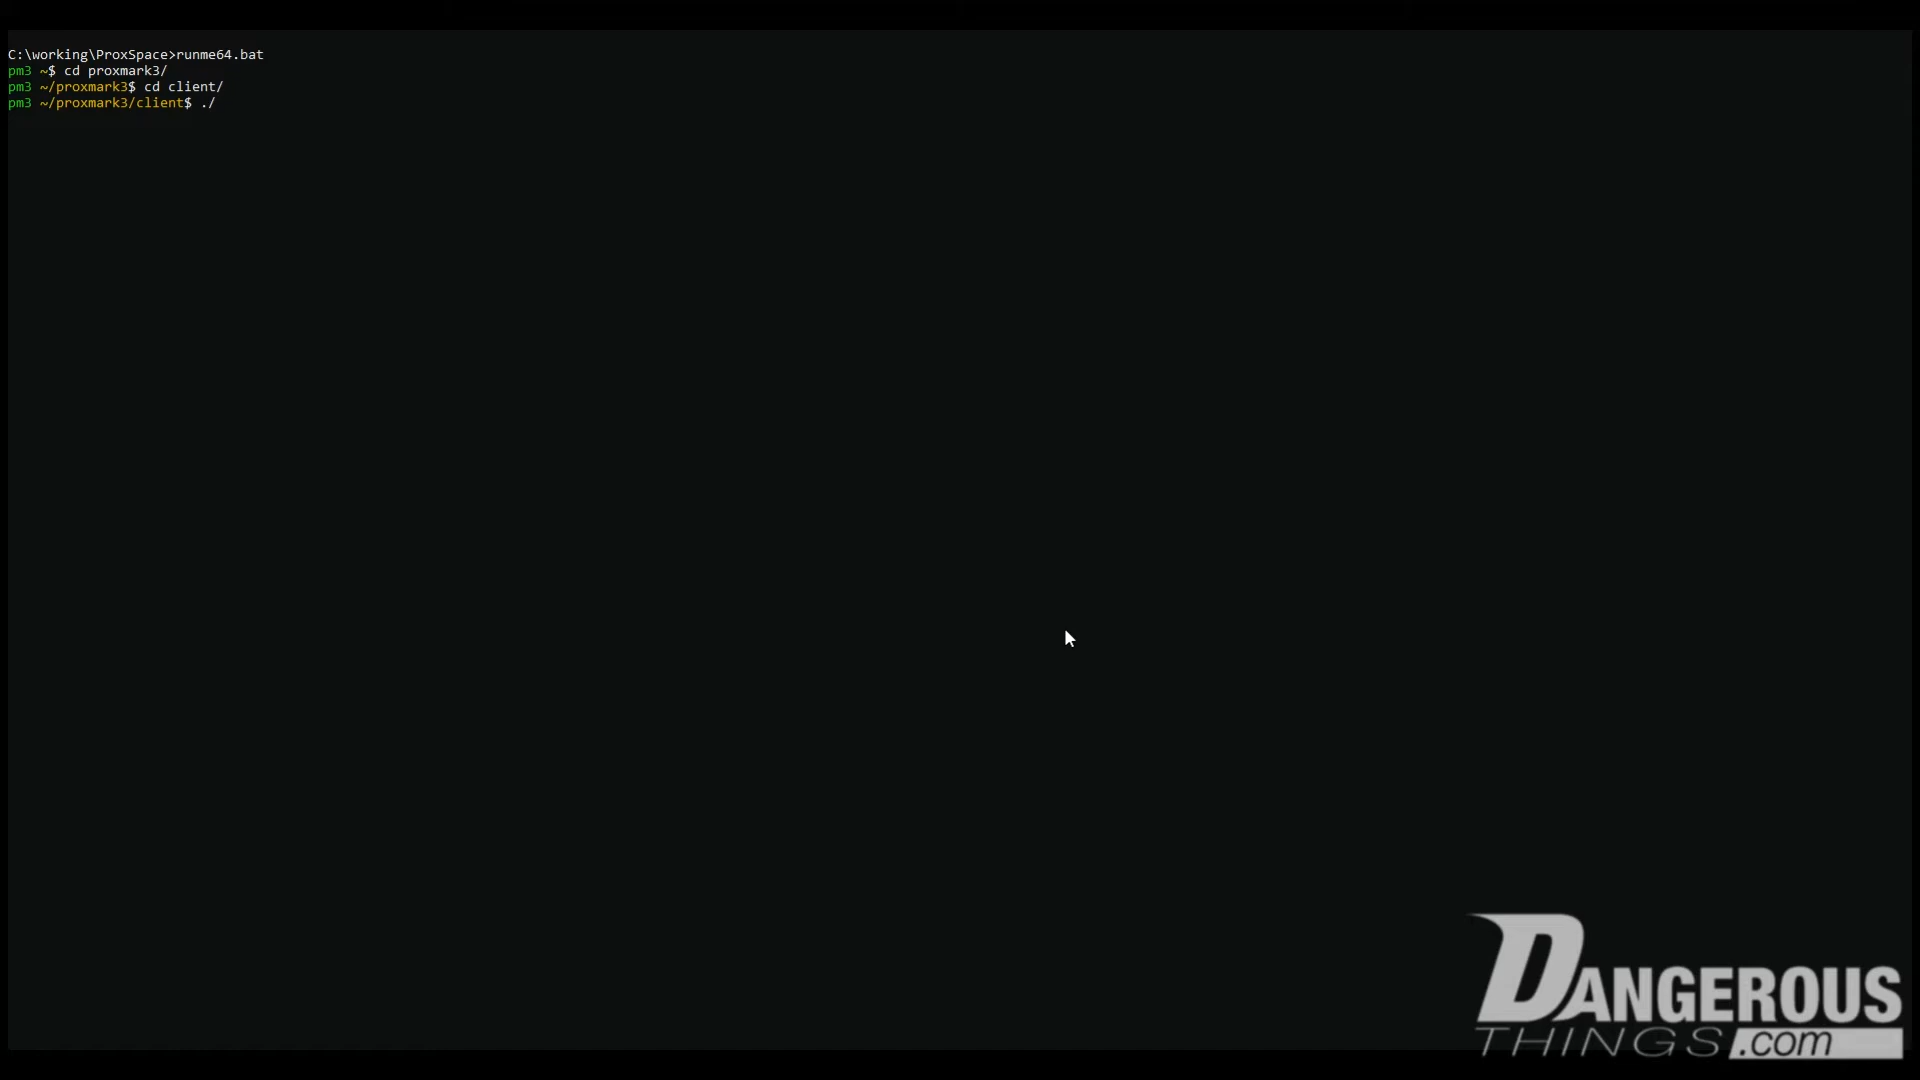 C:\working\ProxSpace>runme64.bat
pm3 ~$ cd proxmark3/
pm3 ~/proxmark3$ cd client/
pm3 ~/proxmark3/client$ ./
DANGEROUS
THINGS.com